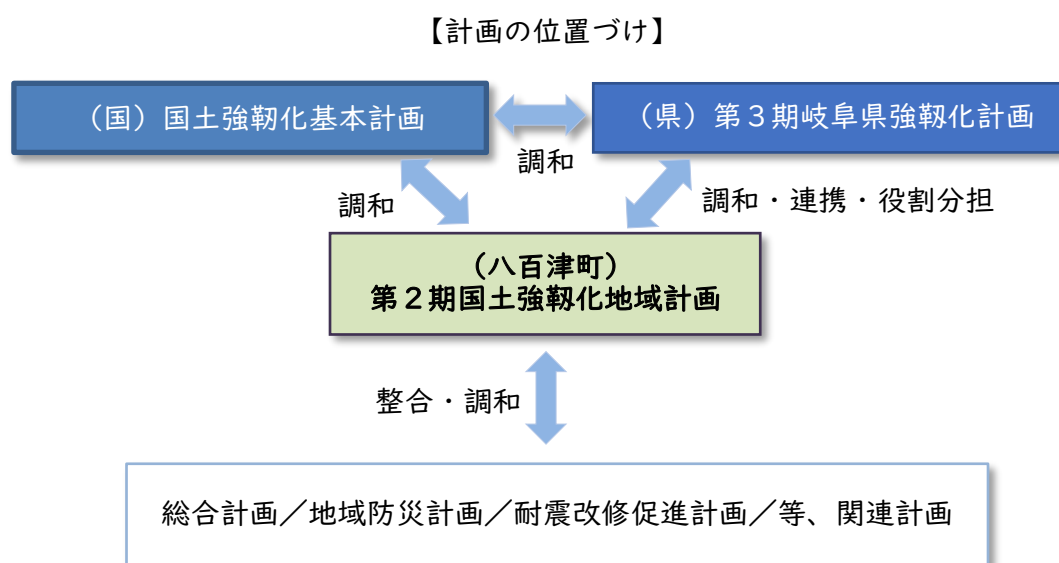 【計画の位置づけ】
（国）国土強靭化基本計画
（県）第３期岐阜県強靱化計画
調和
調和
調和・連携・役割分担
（八百津町）
第２期国土強靱化地域計画
整合・調和
総合計画／地域防災計画／耐震改修促進計画／等、関連計画